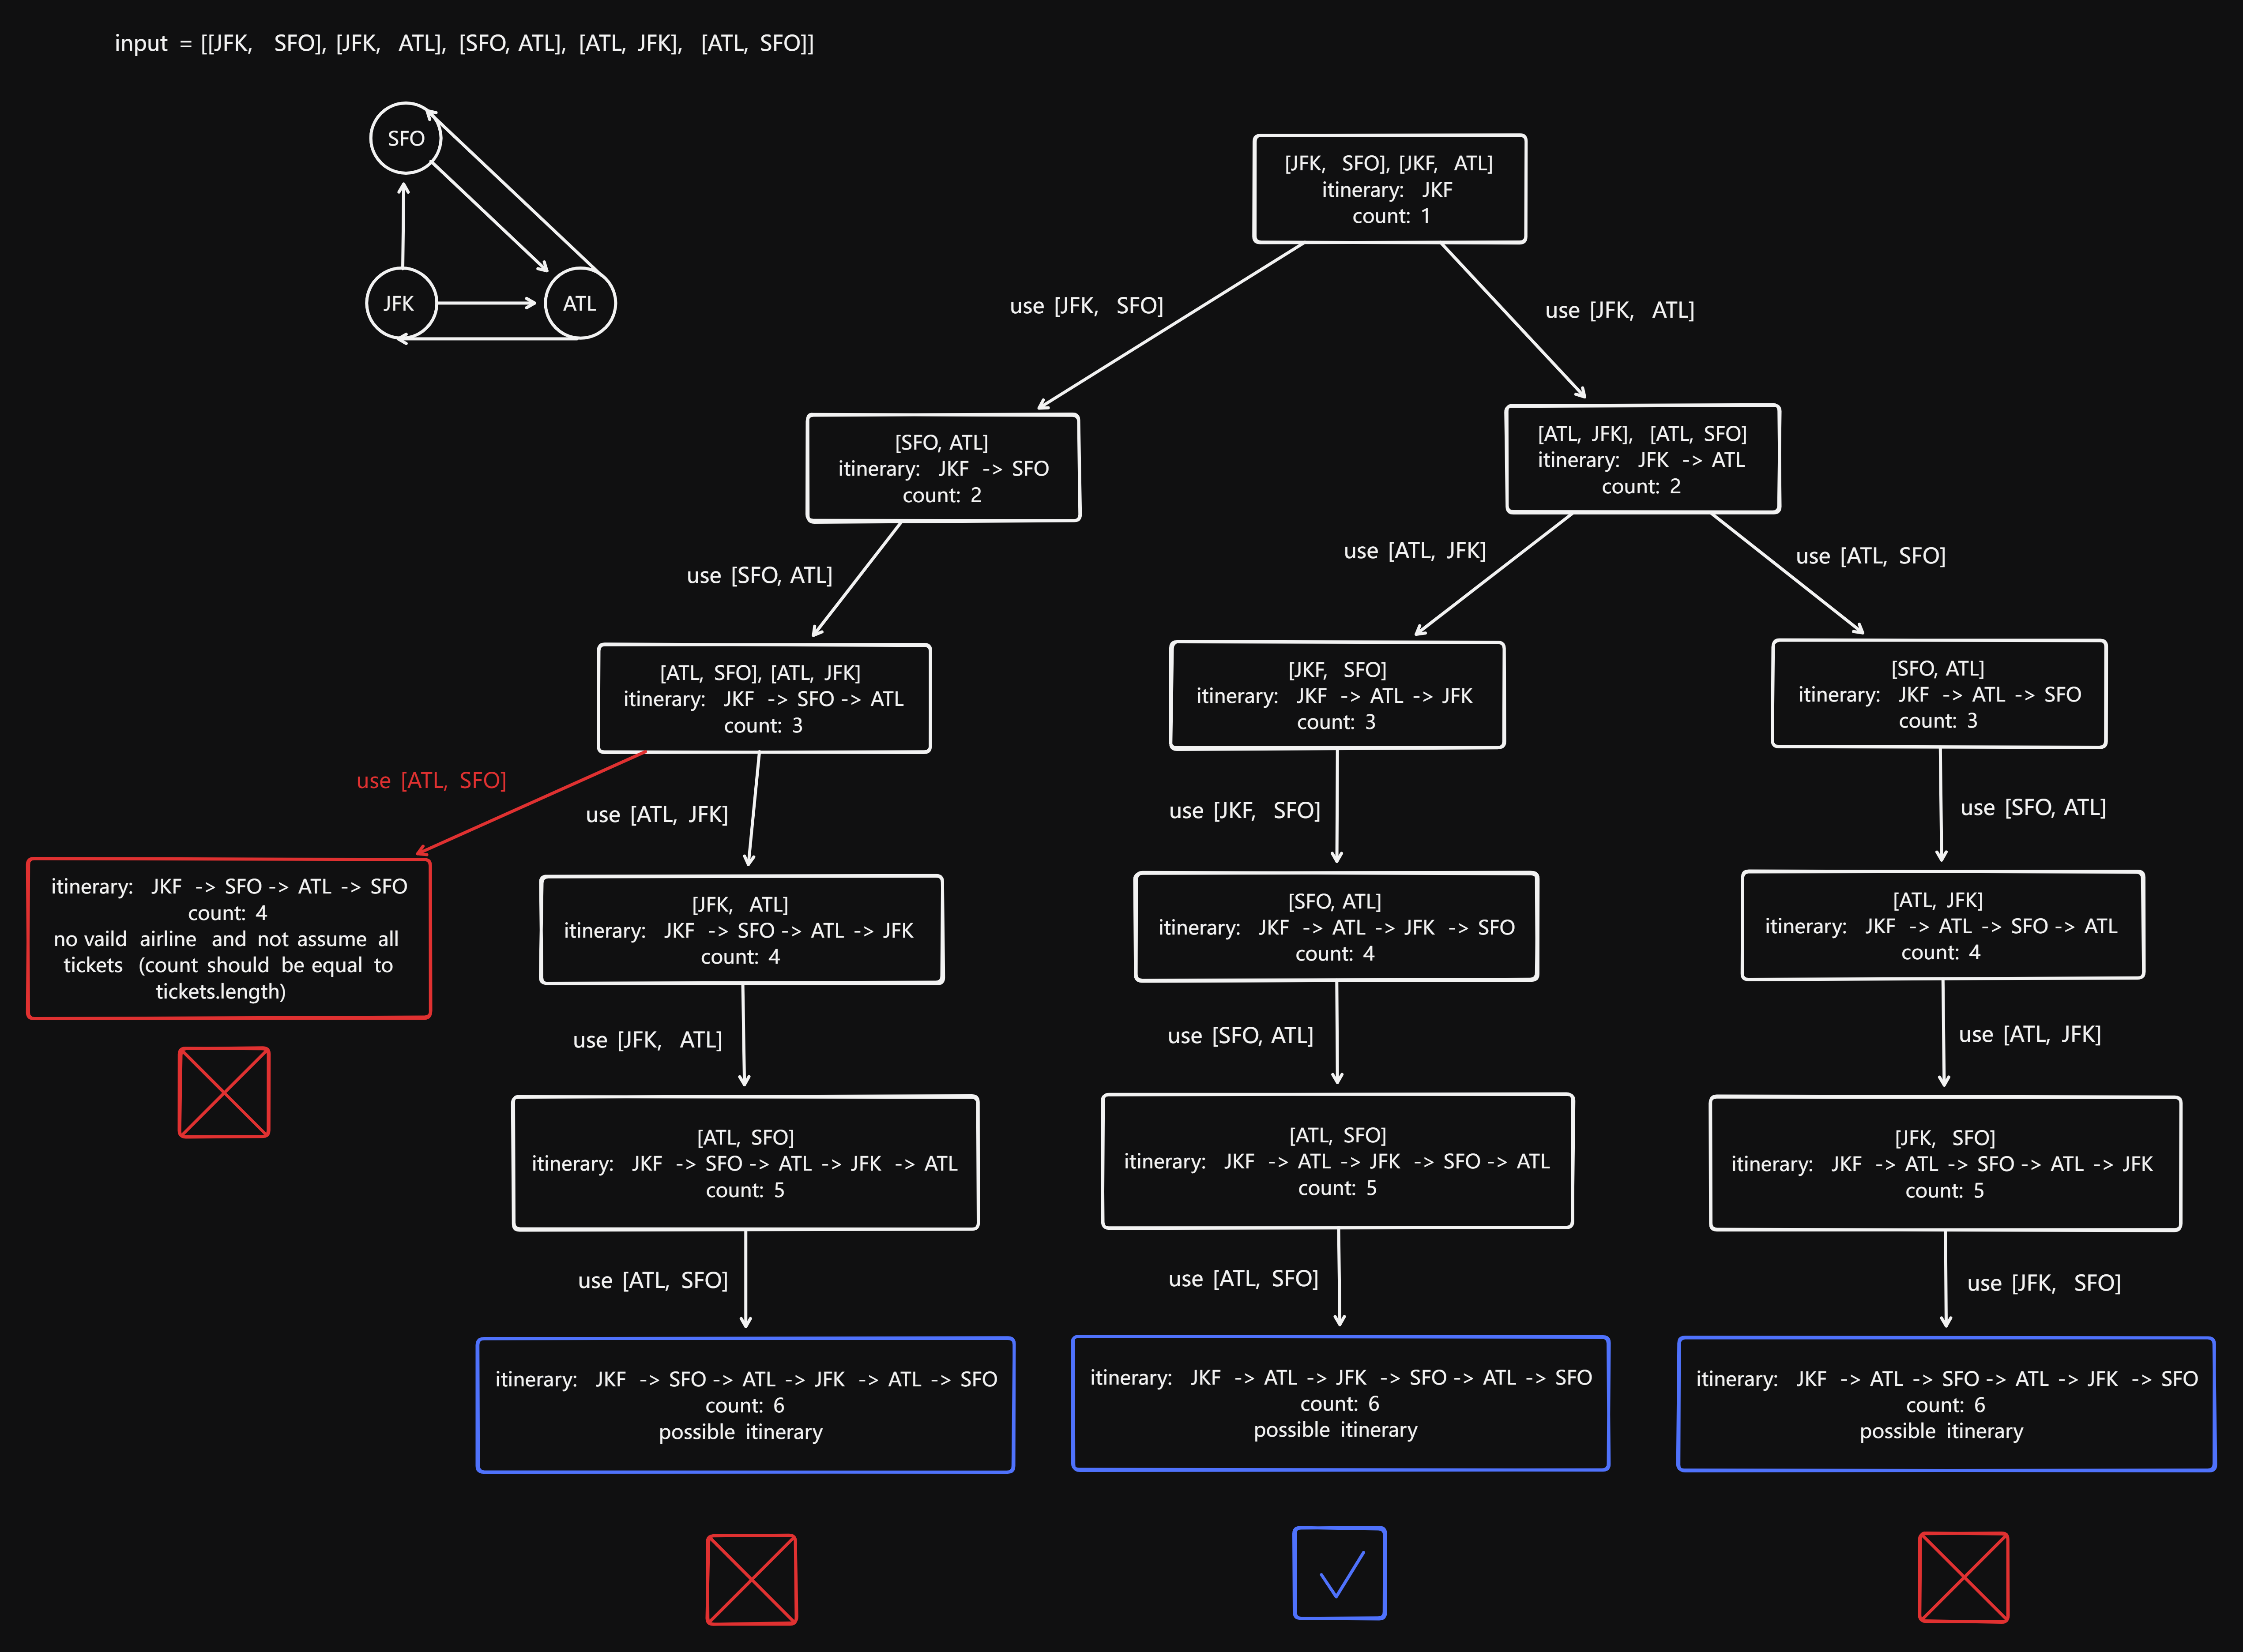 input = [[JFK, SFO], [JFK, ATL], [SFO, ATL], [ATL, JFK], [ATL, SFO]]
SFO
JFK
ATL
[JFK, SFO], [JKF, ATL]
itinerary: JKF
count: 1
use [JFK, SFO]
use [JFK, ATL]
[SFO, ATL]
itinerary: JKF -> SFO
count: 2
[ATL, JFK], [ATL, SFO]
itinerary: JFK -> ATL
count: 2
use [SFO, ATL]
use [ATL, JFK]
use [ATL, SFO]
[ATL, SFO], [ATL, JFK]
itinerary: JKF -> SFO -> ATL
count: 3
[JKF, SFO]
itinerary: JKF -> ATL -> JFK
count: 3
[SFO, ATL]
itinerary: JKF -> ATL -> SFO
count: 3
use [ATL, SFO]
use [ATL, JFK]
use [JKF, SFO]
use [SFO, ATL]
itinerary: JKF -> SFO -> ATL -> SFO
count: 4
no vaild airline and not assume all
tickets (count should be equal to
tickets.length)
[JFK, ATL]
itinerary: JKF -> SFO -> ATL -> JFK
count: 4
[SFO, ATL]
itinerary: JKF -> ATL -> JFK -> SFO
count: 4
[ATL, JFK]
itinerary: JKF -> ATL -> SFO -> ATL
count: 4
use [JFK, ATL]
use [SFO, ATL]
use [ATL, JFK]
[ATL, SFO]
itinerary: JKF -> SFO -> ATL -> JFK -> ATL
count: 5
[ATL, SFO]
itinerary: JKF -> ATL -> JFK -> SFO -> ATL
count: 5
[JFK, SFO]
itinerary: JKF -> ATL -> SFO -> ATL -> JFK
count: 5
use [ATL, SFO]
use [ATL, SFO]
use [JFK, SFO]
itinerary: JKF -> SFO -> ATL -> JFK -> ATL -> SFO
count: 6
possible itinerary
itinerary: JKF -> ATL -> JFK -> SFO -> ATL -> SFO
count: 6
possible itinerary
itinerary: JKF -> ATL -> SFO -> ATL -> JFK -> SFO
count: 6
possible itinerary